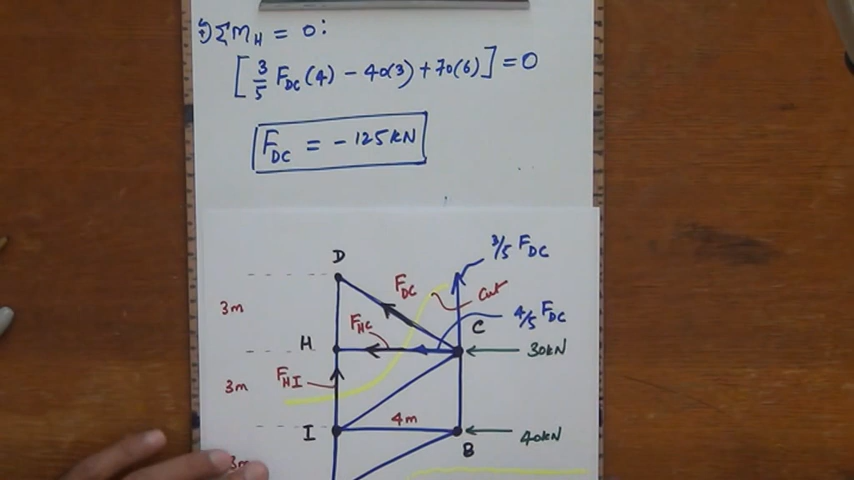 ↺) ΣM_H = 0:
[3/5 F_DC (4) - 40(3) + 70(6)] = 0
F_DC = -125 kN
D
3/5 F_DC
F_DC
Cut
3m
F_HC
C
4/5 F_DC
H
30kN
F_HI
3m
4m
I
40kN
B
3m